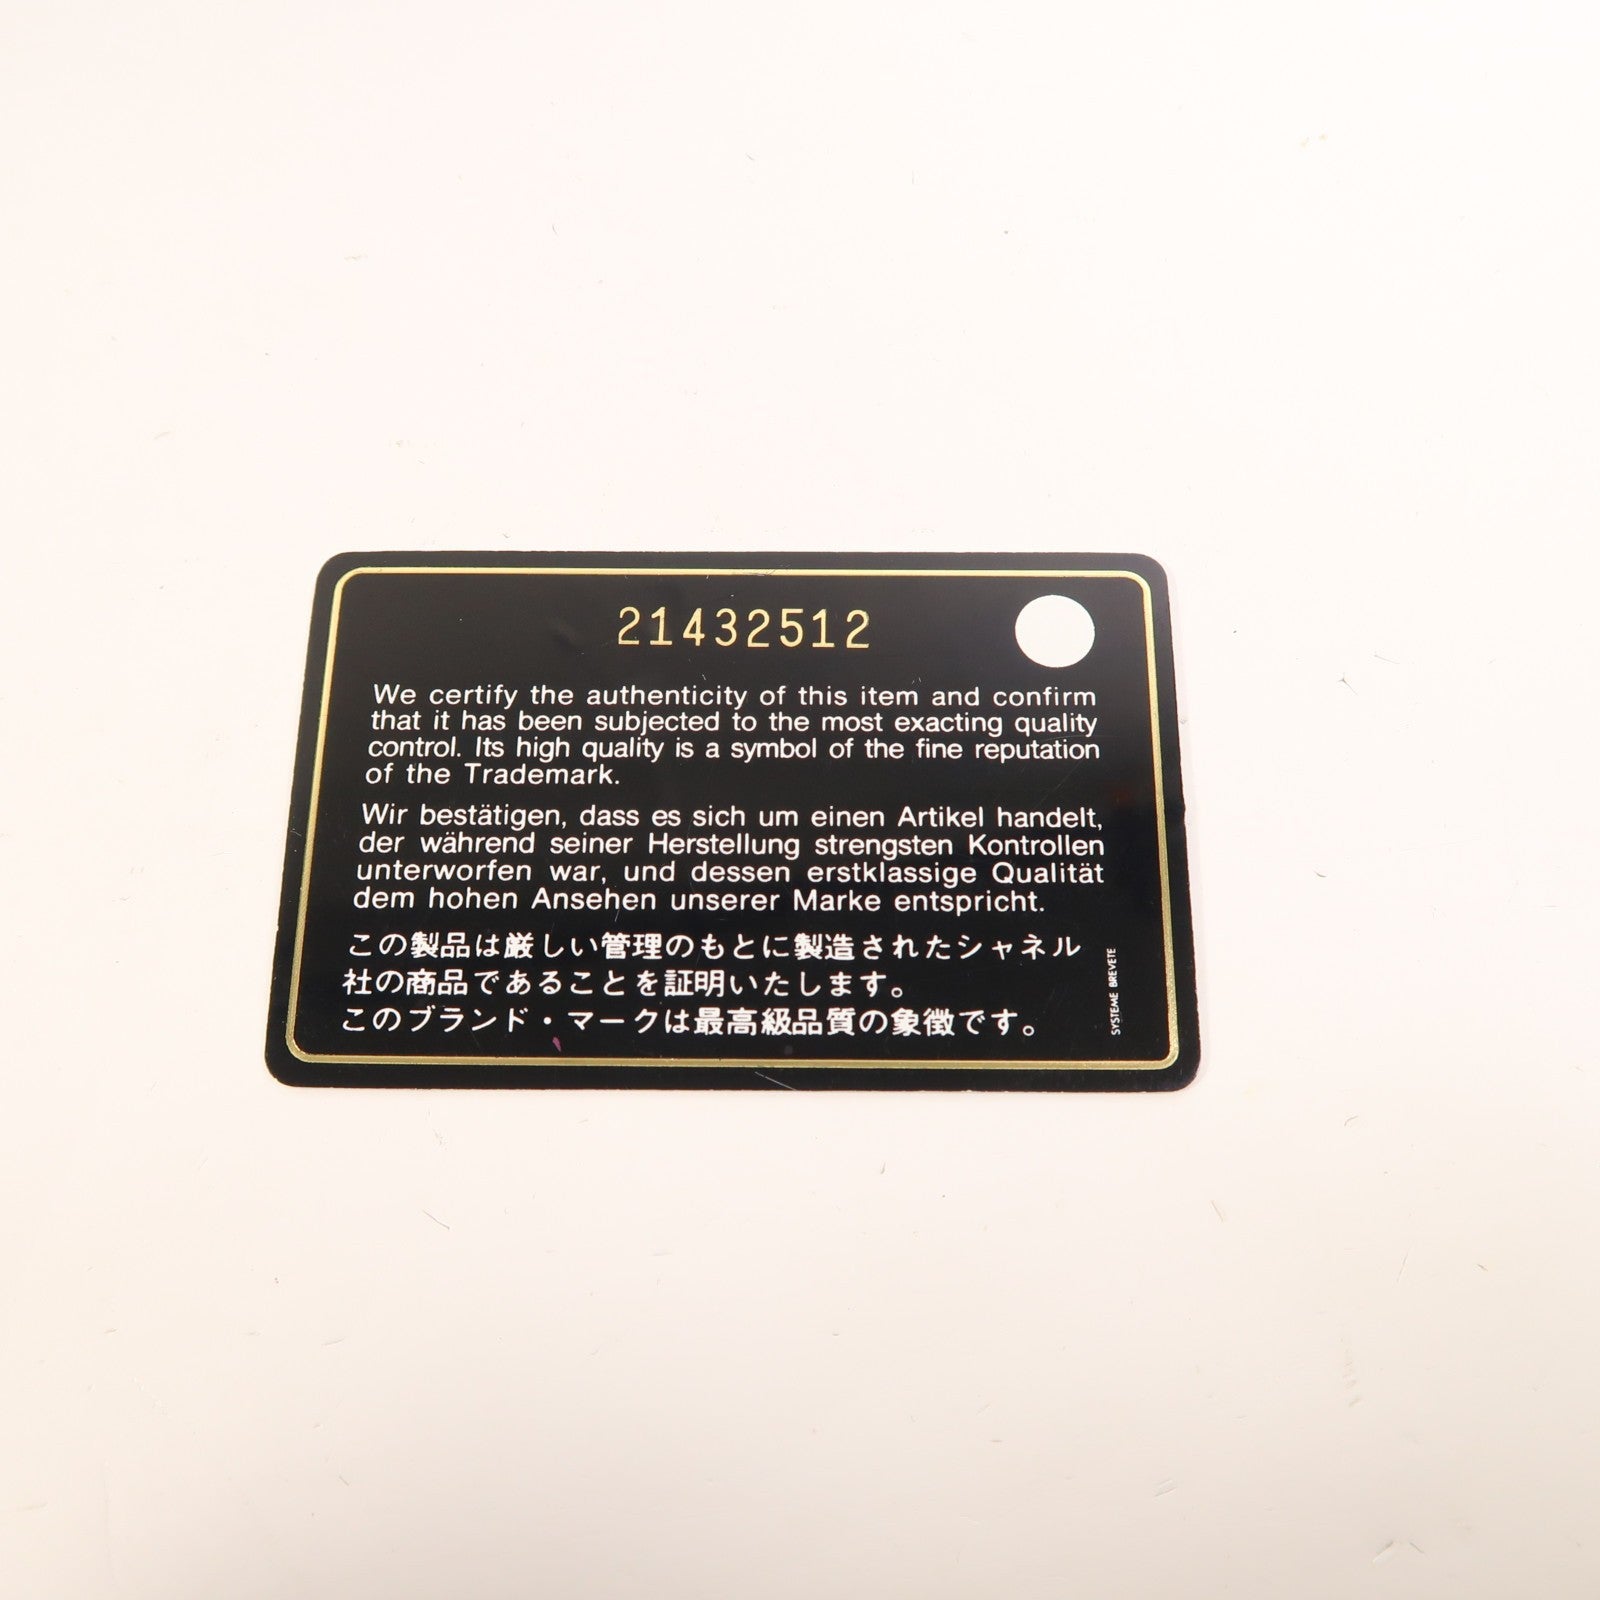 21432512
We certify the authenticity of this item and confirm
that it has been subjected to the most exacting quality
control. Its high quality is a symbol of the fine reputation
of the Trademark.
Wir bestätigen, dass es sich um einen Artikel handelt,
der während seiner Herstellung strengsten Kontrollen
unterworfen war, und dessen erstklassige Qualität
dem hohen Ansehen unserer Marke entspricht.
この製品は厳しい管理のもとに製造されたシャネル
社の商品であることを証明いたします。
このブランド・マークは最高級品質の象徴です。
SYSTEME BREVETE